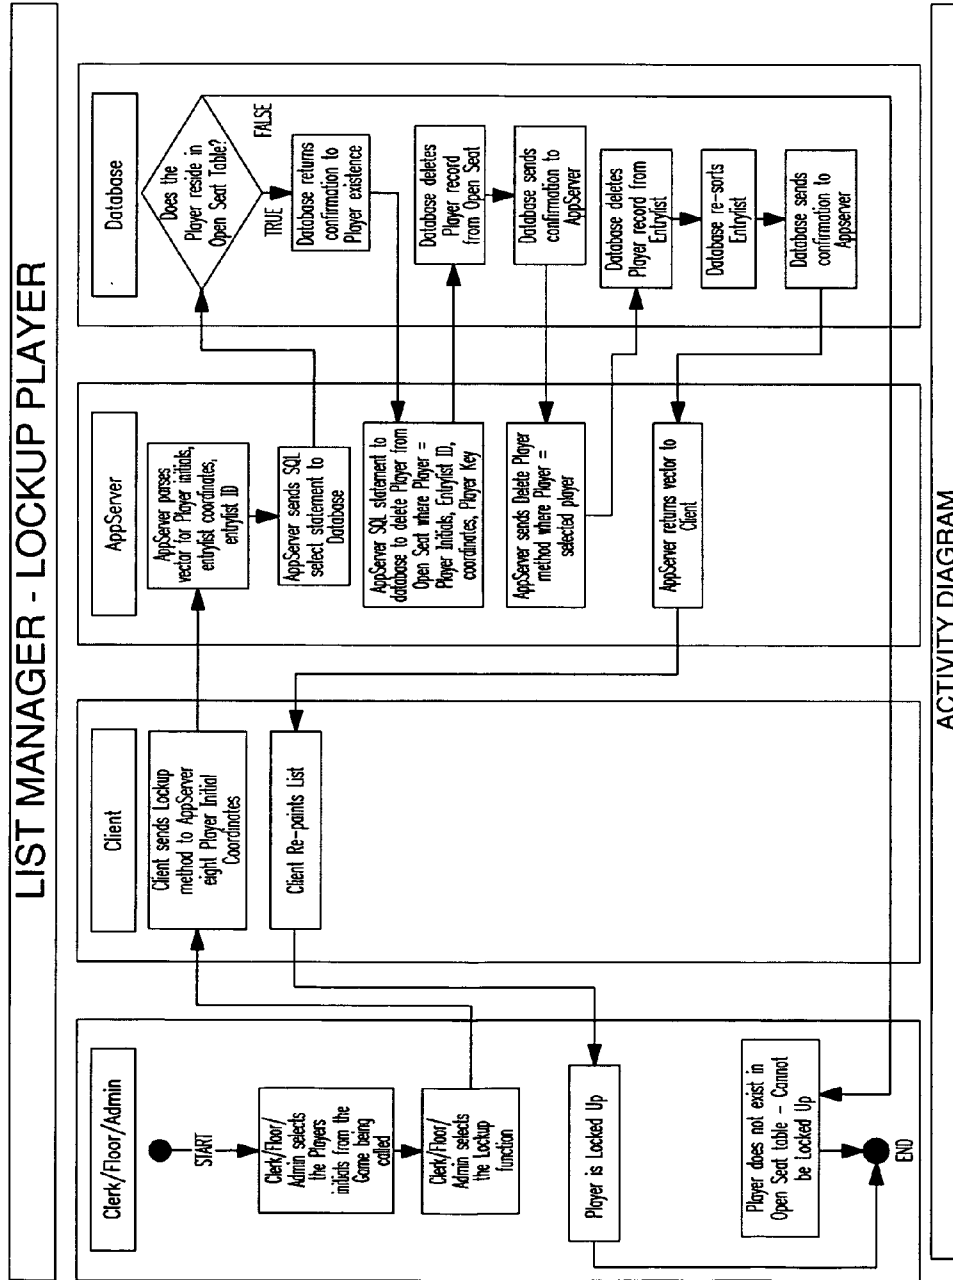 LIST MANAGER - LOCKUP PLAYER
Clerk/Floor/Admin
START
Clerk/Floor/
Admin selects
the Players
initials from the
Game being
called
Clerk/Floor/
Admin selects
the Lockup
function
Player is Locked Up
Player does not exist in
Open Seat table - Cannot
be Locked Up
END
Client
Client sends Lockup
method to AppServer
eight Player Initial
Coordinates
Client Re-paints List
AppServer
AppServer parses
vector for Player initials,
entrylist coordinates,
entrylist ID
AppServer sends SQL
select statement to
Database
AppServer SQL statement to
database to delete Player from
Open Seat where Player =
Player Initials, Entrylist ID,
coordinates, Player Key
AppServer sends Delete Player
method where Player =
selected player
AppServer returns vector to
Client
Database
Does the
Player reside in
Open Seat Table?
TRUE
FALSE
Database returns
confirmation to
Player existence
Database deletes
Player record
from Open Seat
Database sends
confirmation to
AppServer
Database deletes
Player record from
Entrylist
Database re-sorts
Entrylist
Database sends
confirmation to
Appserver
ACTIVITY DIAGRAM